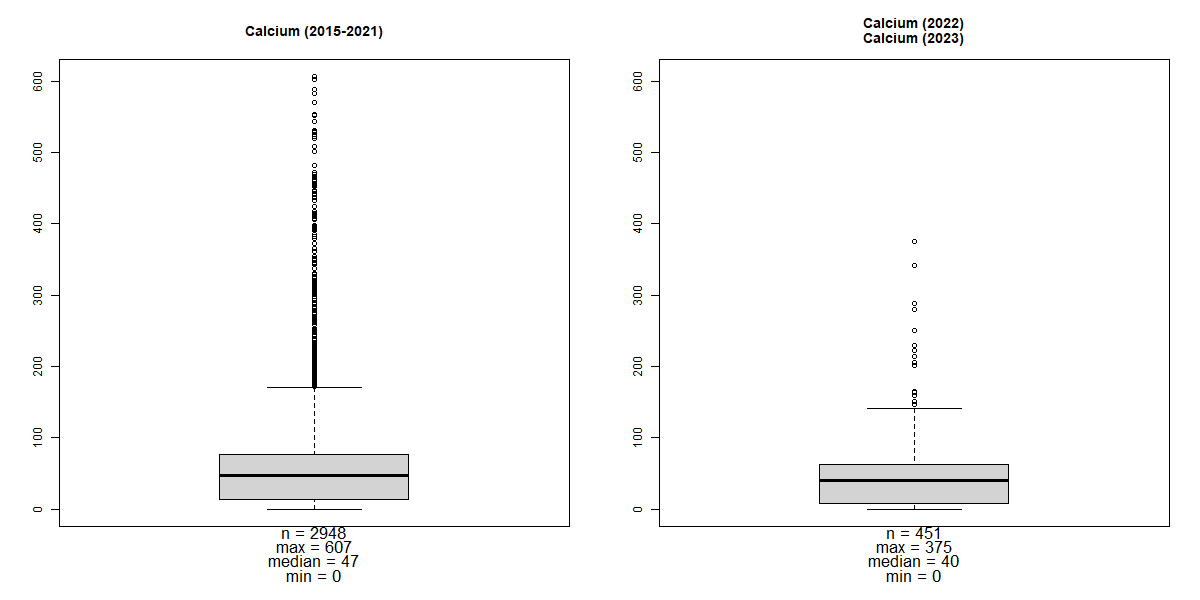 Calcium (2015-2021)
600
500
400
300
200
100
0
n = 2948
max = 607
median = 47
min = 0
Calcium (2022)
Calcium (2023)
600
500
400
300
200
100
0
n = 451
max = 375
median = 40
min = 0